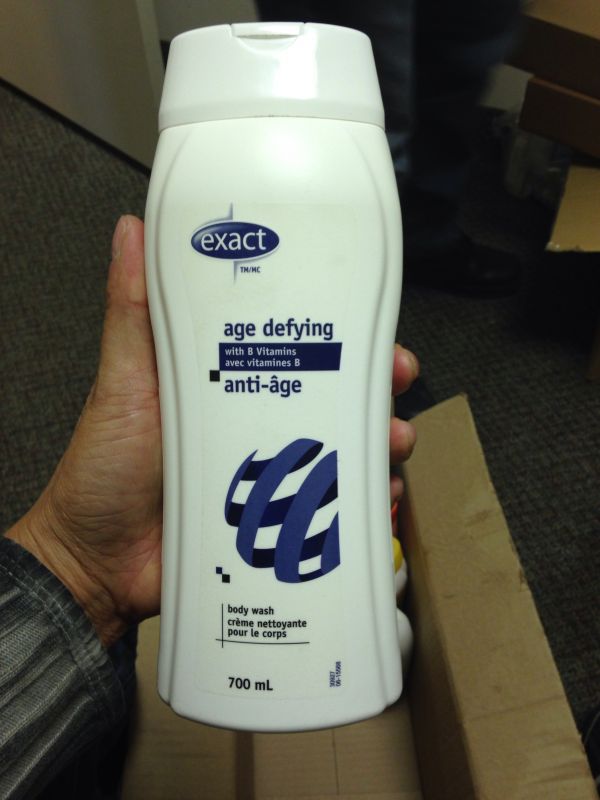 exact
TM/MC
age defying
with B Vitamins
avec vitamines B
anti-âge
body wash
crème nettoyante
pour le corps
700 mL